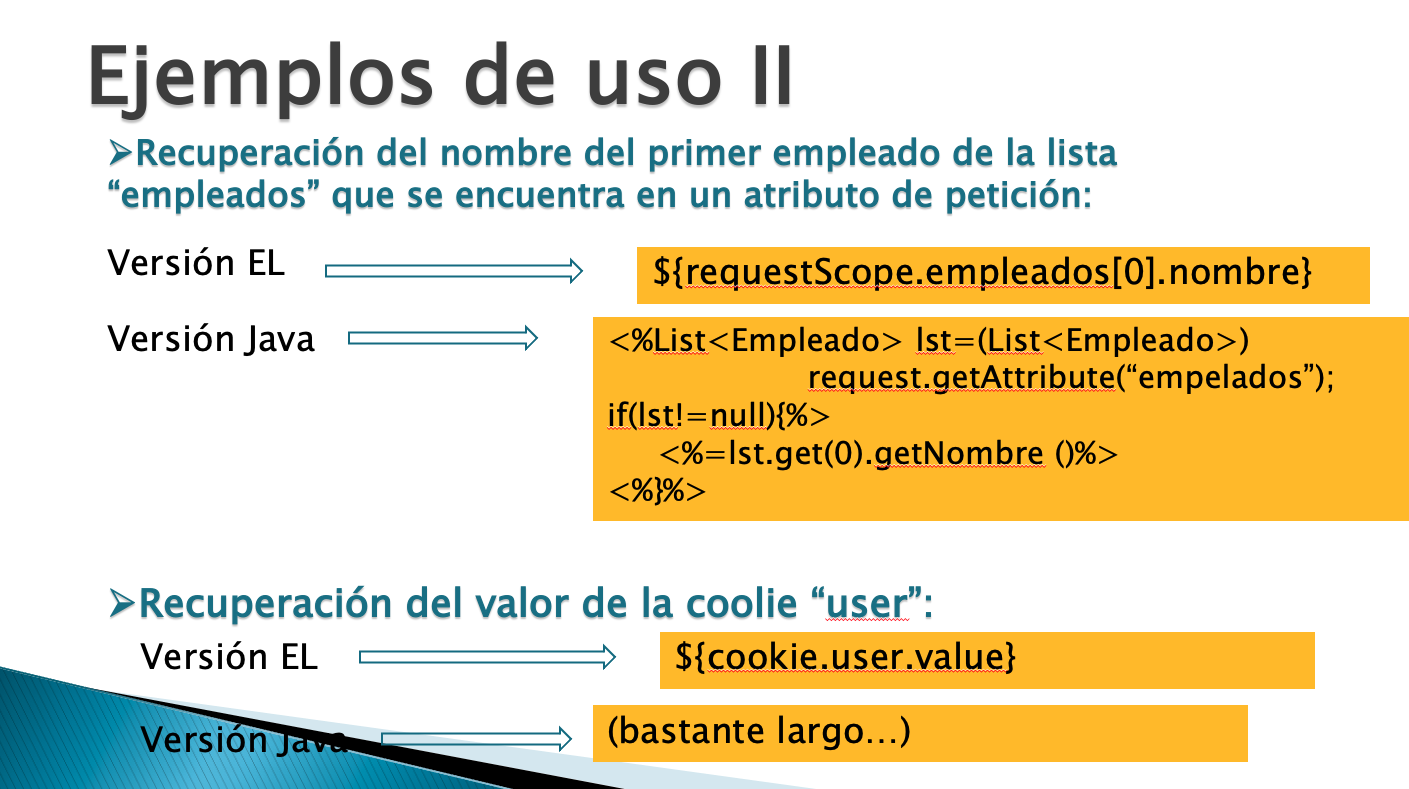 Ejemplos de uso II
➢Recuperación del nombre del primer empleado de la lista
“empleados” que se encuentra en un atributo de petición:
Versión EL
${requestScope.empleados[0].nombre}
Versión Java
<%List<Empleado> lst=(List<Empleado>)
request.getAttribute(“empelados”);
if(lst!=null){%>
<%=lst.get(0).getNombre ()%>
<%}%>
➢Recuperación del valor de la coolie “user”:
Versión EL
${cookie.user.value}
Versión Java
(bastante largo…)